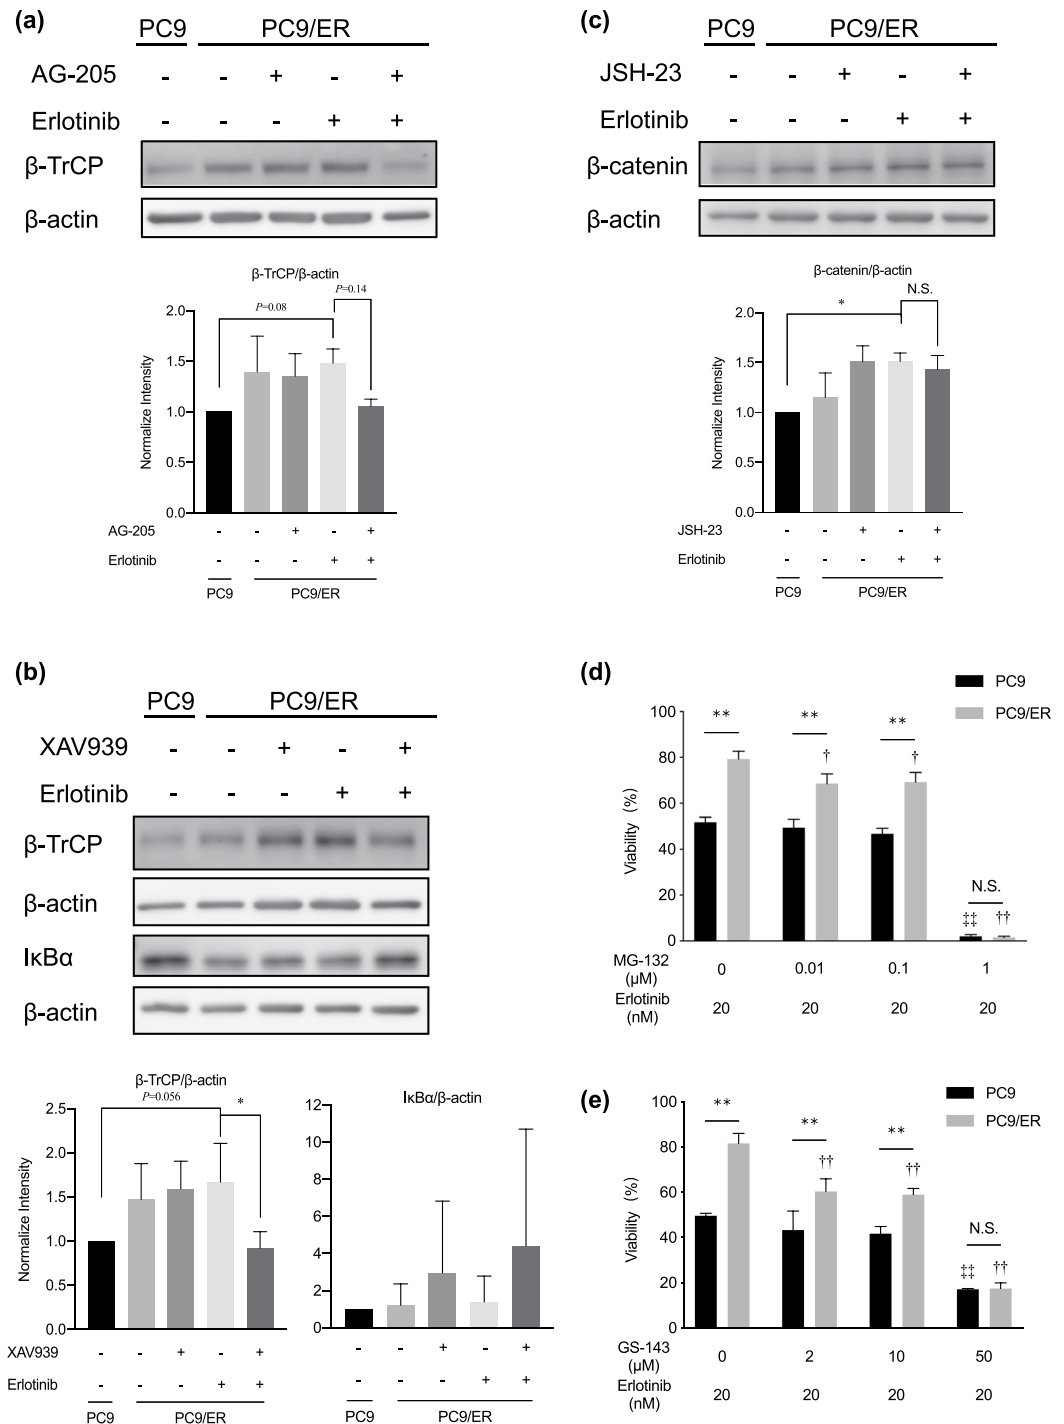 (a)
PC9 PC9/ER
AG-205 - - + - +
Erlotinib - - - + +
β-TrCP
β-actin
β-TrCP/β-actin
P=0.14
P=0.08
2.0
1.5
1.0
0.5
0.0
Normalize Intensity
AG-205 - - + - +
Erlotinib - - - + +
PC9 PC9/ER
(c)
PC9 PC9/ER
JSH-23 - - + - +
Erlotinib - - - + +
β-catenin
β-actin
β-catenin/β-actin
N.S.
*
2.0
1.5
1.0
0.5
0.0
Normalize Intensity
JSH-23 - - + - +
Erlotinib - - - + +
PC9 PC9/ER
(b)
PC9 PC9/ER
XAV939 - - + - +
Erlotinib - - - + +
β-TrCP
β-actin
IκBα
β-actin
β-TrCP/β-actin
P=0.056
*
2.5
2.0
1.5
1.0
0.5
0.0
Normalize Intensity
XAV939 - - + - +
Erlotinib - - - + +
PC9 PC9/ER
IκBα/β-actin
12
10
8
6
4
2
0
- - + - +
- - - + +
PC9 PC9/ER
(d)
PC9
PC9/ER
100
80
60
40
20
0
Viability (%)
** ** ** N.S.
† † ‡‡ ††
MG-132
(μM)
0 0.01 0.1 1
Erlotinib
(nM)
20 20 20 20
(e)
PC9
PC9/ER
100
80
60
40
20
0
Viability (%)
** ** ** N.S.
†† †† ‡‡ ††
GS-143
(μM)
0 2 10 50
Erlotinib
(nM)
20 20 20 20